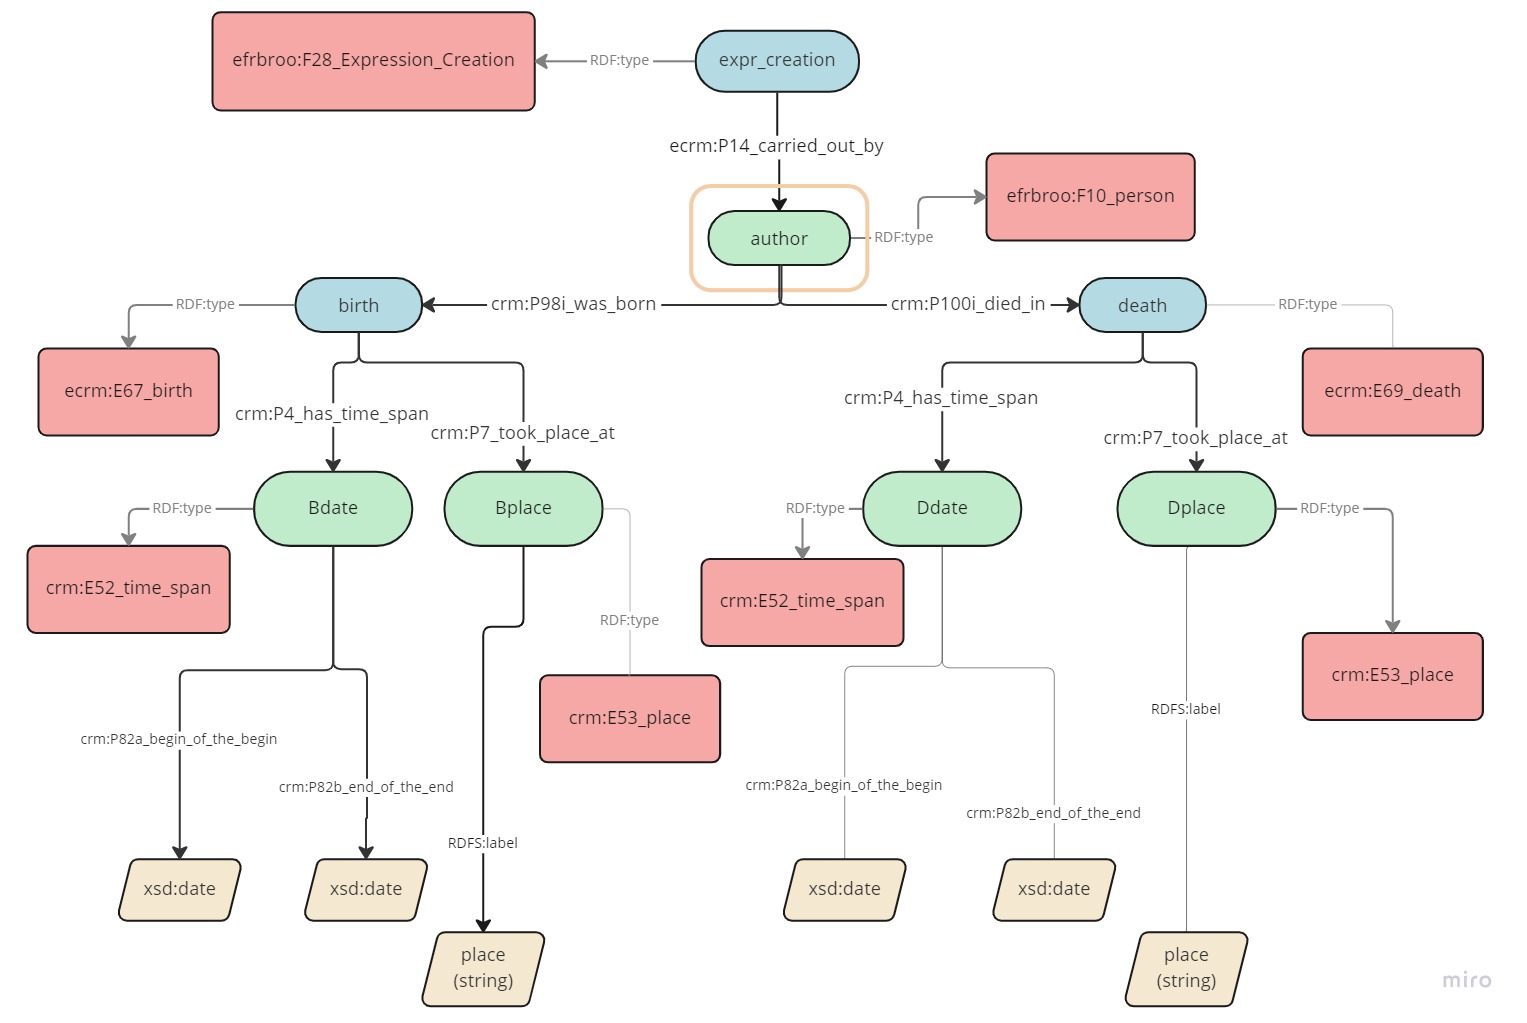 efrbroo:F28_Expression_Creation
RDF:type
expr_creation
ecrm:P14_carried_out_by
efrbroo:F10_person
author
RDF:type
RDF:type
birth
crm:P98i_was_born
crm:P100i_died_in
death
RDF:type
ecrm:E67_birth
ecrm:E69_death
crm:P4_has_time_span
crm:P7_took_place_at
crm:P4_has_time_span
crm:P7_took_place_at
RDF:type
Bdate
Bplace
RDF:type
Ddate
Dplace
RDF:type
crm:E52_time_span
crm:E52_time_span
RDF:type
crm:E53_place
crm:E53_place
RDFS:label
crm:P82a_begin_of_the_begin
crm:P82b_end_of_the_end
crm:P82a_begin_of_the_begin
crm:P82b_end_of_the_end
RDFS:label
xsd:date
xsd:date
xsd:date
xsd:date
place
(string)
place
(string)
miro